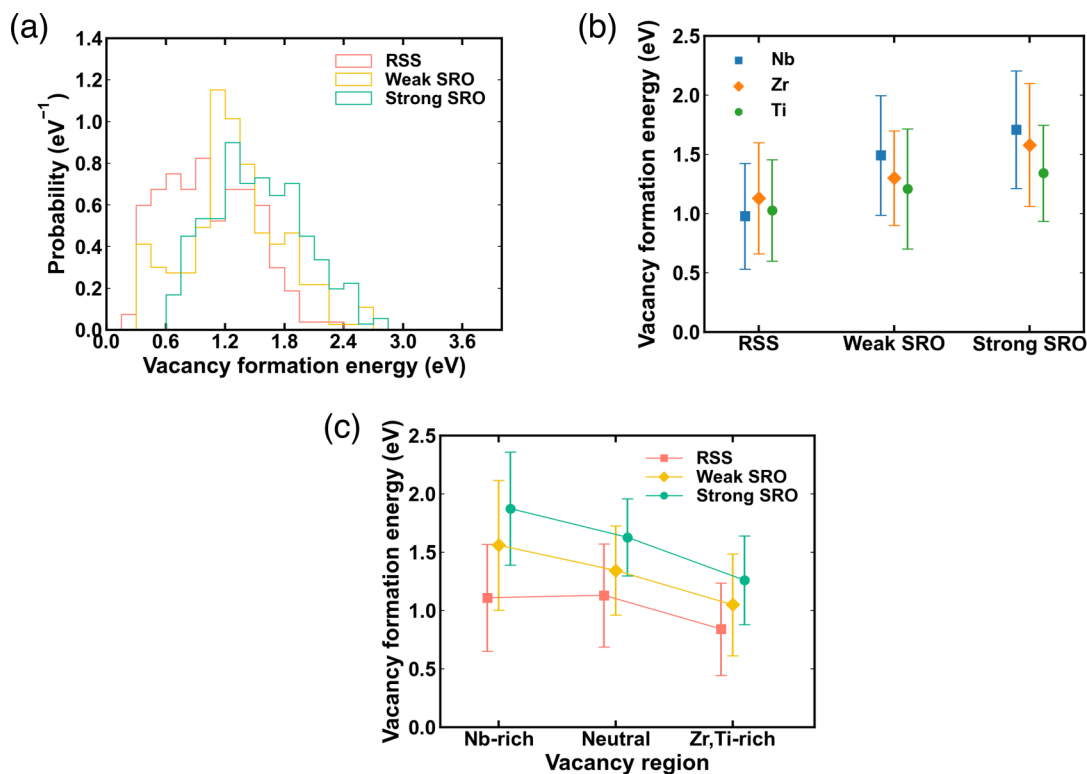 (a)
Probability (eV⁻¹)
1.4
1.2
1.0
0.8
0.6
0.4
0.2
0.0
RSS
Weak SRO
Strong SRO
0.0 0.6 1.2 1.8 2.4 3.0 3.6
Vacancy formation energy (eV)
(b)
Vacancy formation energy (eV)
2.5
2.0
1.5
1.0
0.5
0.0
Nb
Zr
Ti
RSS Weak SRO Strong SRO
(c)
Vacancy formation energy (eV)
2.5
2.0
1.5
1.0
0.5
0.0
RSS
Weak SRO
Strong SRO
Nb-rich Neutral Zr,Ti-rich
Vacancy region